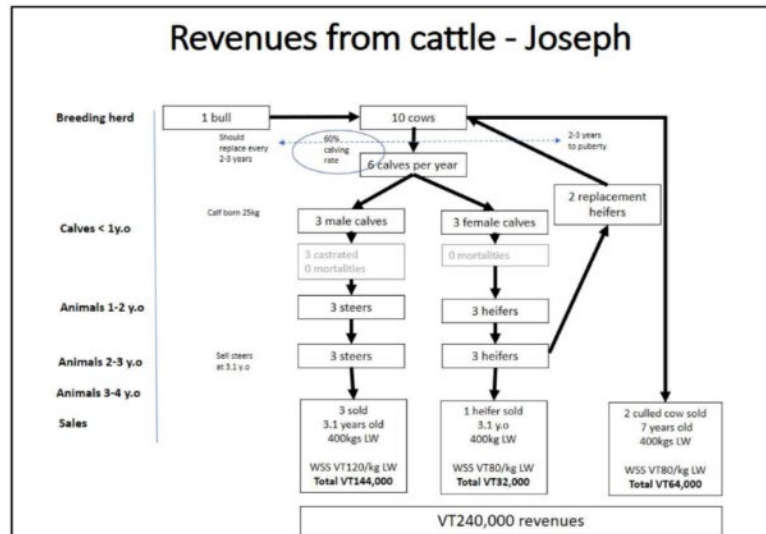 Revenues from cattle - Joseph
Breeding herd
1 bull
10 cows
Should
replace every
2-3 years
60%
calving
rate
2-3 years
to puberty
6 calves per year
2 replacement
heifers
Calves < 1y.o
Calf born 25kg
3 male calves
3 female calves
3 castrated
0 mortalities
0 mortalities
Animals 1-2 y.o
3 steers
3 heifers
Animals 2-3 y.o
Sell steers
at 3.1 y.o
3 steers
3 heifers
Animals 3-4 y.o
Sales
3 sold
3.1 years old
400kgs LW
WSS VT120/kg LW
Total VT144,000
1 heifer sold
3.1 y.o
400kg LW
WSS VT80/kg LW
Total VT32,000
2 culled cow sold
7 years old
400kgs LW
WSS VT80/kg LW
Total VT64,000
VT240,000 revenues